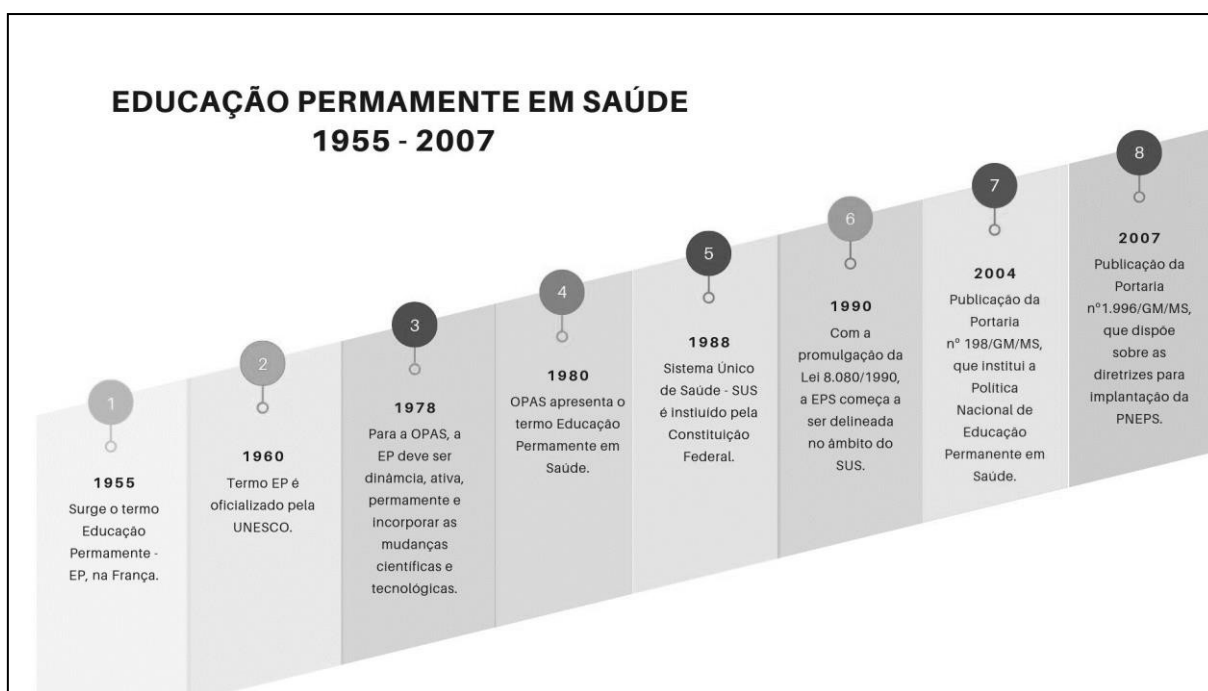 EDUCAÇÃO PERMAMENTE EM SAÚDE
1955 - 2007
1
1955
Surge o termo
Educação
Permamente -
EP, na França.
2
1960
Termo EP é
oficializado pela
UNESCO.
3
1978
Para a OPAS, a
EP deve ser
dinâmcia, ativa,
permamente e
incorporar as
mudanças
científicas e
tecnológicas.
4
1980
OPAS apresenta o
termo Educação
Permamente em
Saúde.
5
1988
Sistema Único
de Saúde - SUS
é instiuído pela
Constituição
Federal.
6
1990
Com a
promulgação da
Lei 8.080/1990,
a EPS começa a
ser delineada
no âmbito do
SUS.
7
2004
Publicação da
Portaria
nº 198/GM/MS,
que institui a
Política
Nacional de
Educação
Permanente em
Saúde.
8
2007
Publicação da
Portaria
nº1.996/GM/MS,
que dispõe
sobre as
diretrizes para
implantação da
PNEPS.